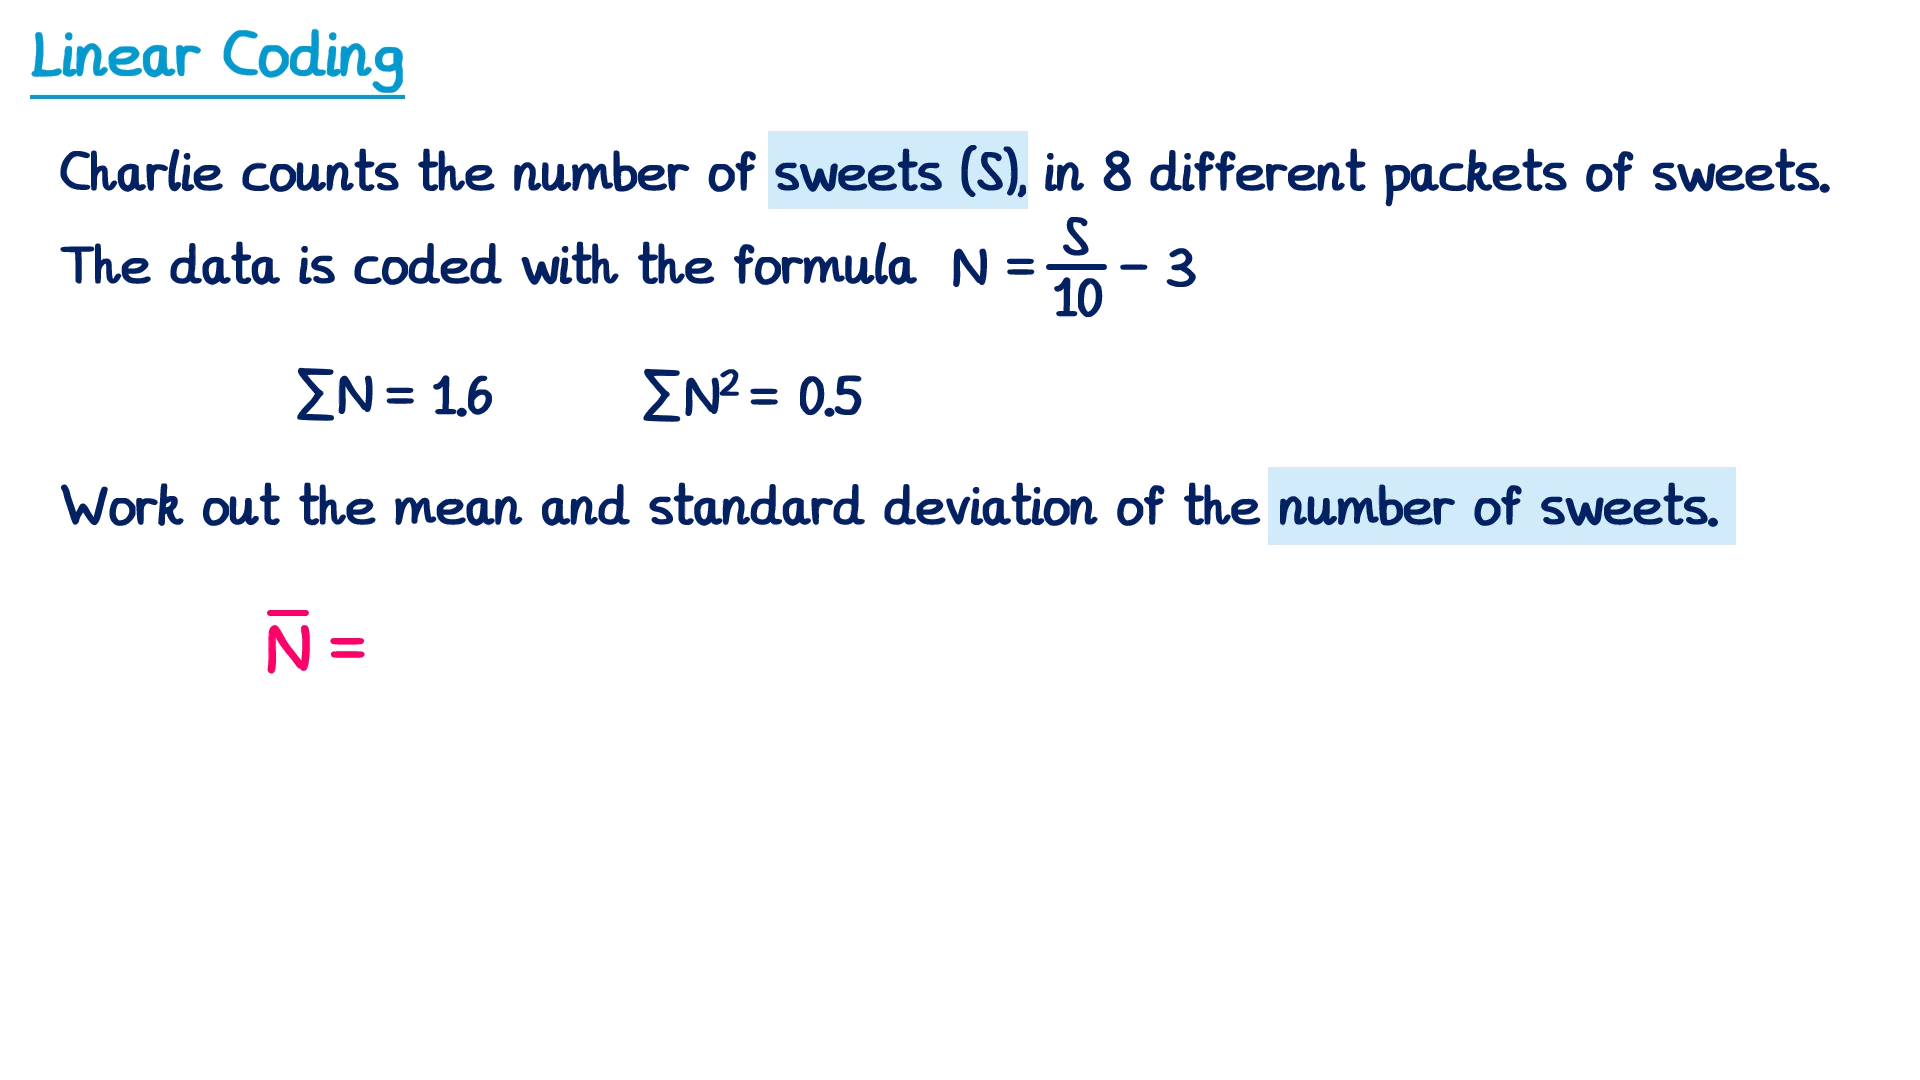 Linear Coding
Charlie counts the number of sweets (S), in 8 different packets of sweets.
The data is coded with the formula N = S/10 − 3
∑N = 1.6 ∑N² = 0.5
Work out the mean and standard deviation of the number of sweets.
N̅ =